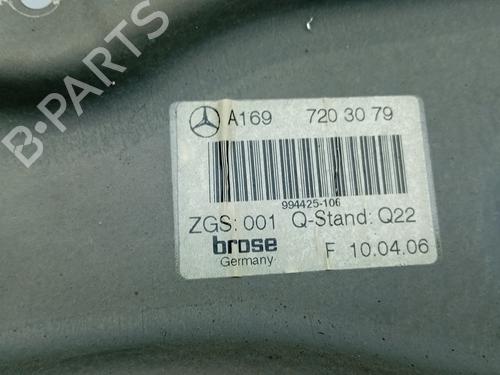 B-PARTS
A169 720 30 79
994425-106
ZGS: 001 Q-Stand: Q22
brose
Germany
F 10.04.06